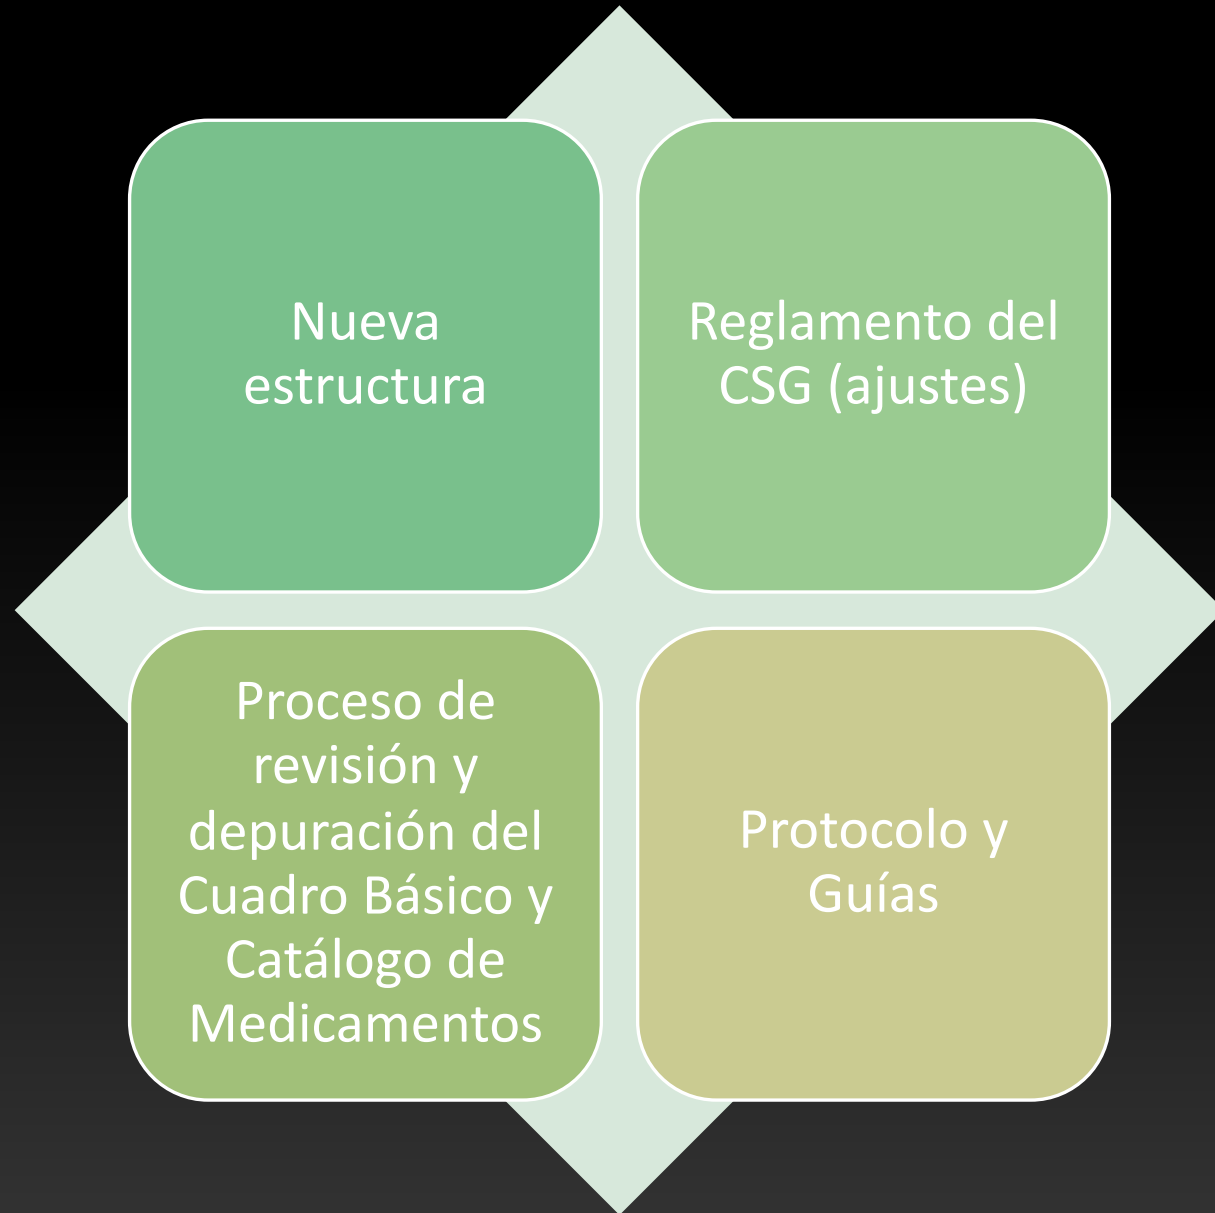 Nueva
estructura
Reglamento del
CSG (ajustes)
Proceso de
revisión y
depuración del
Cuadro Básico y
Catálogo de
Medicamentos
Protocolo y
Guías